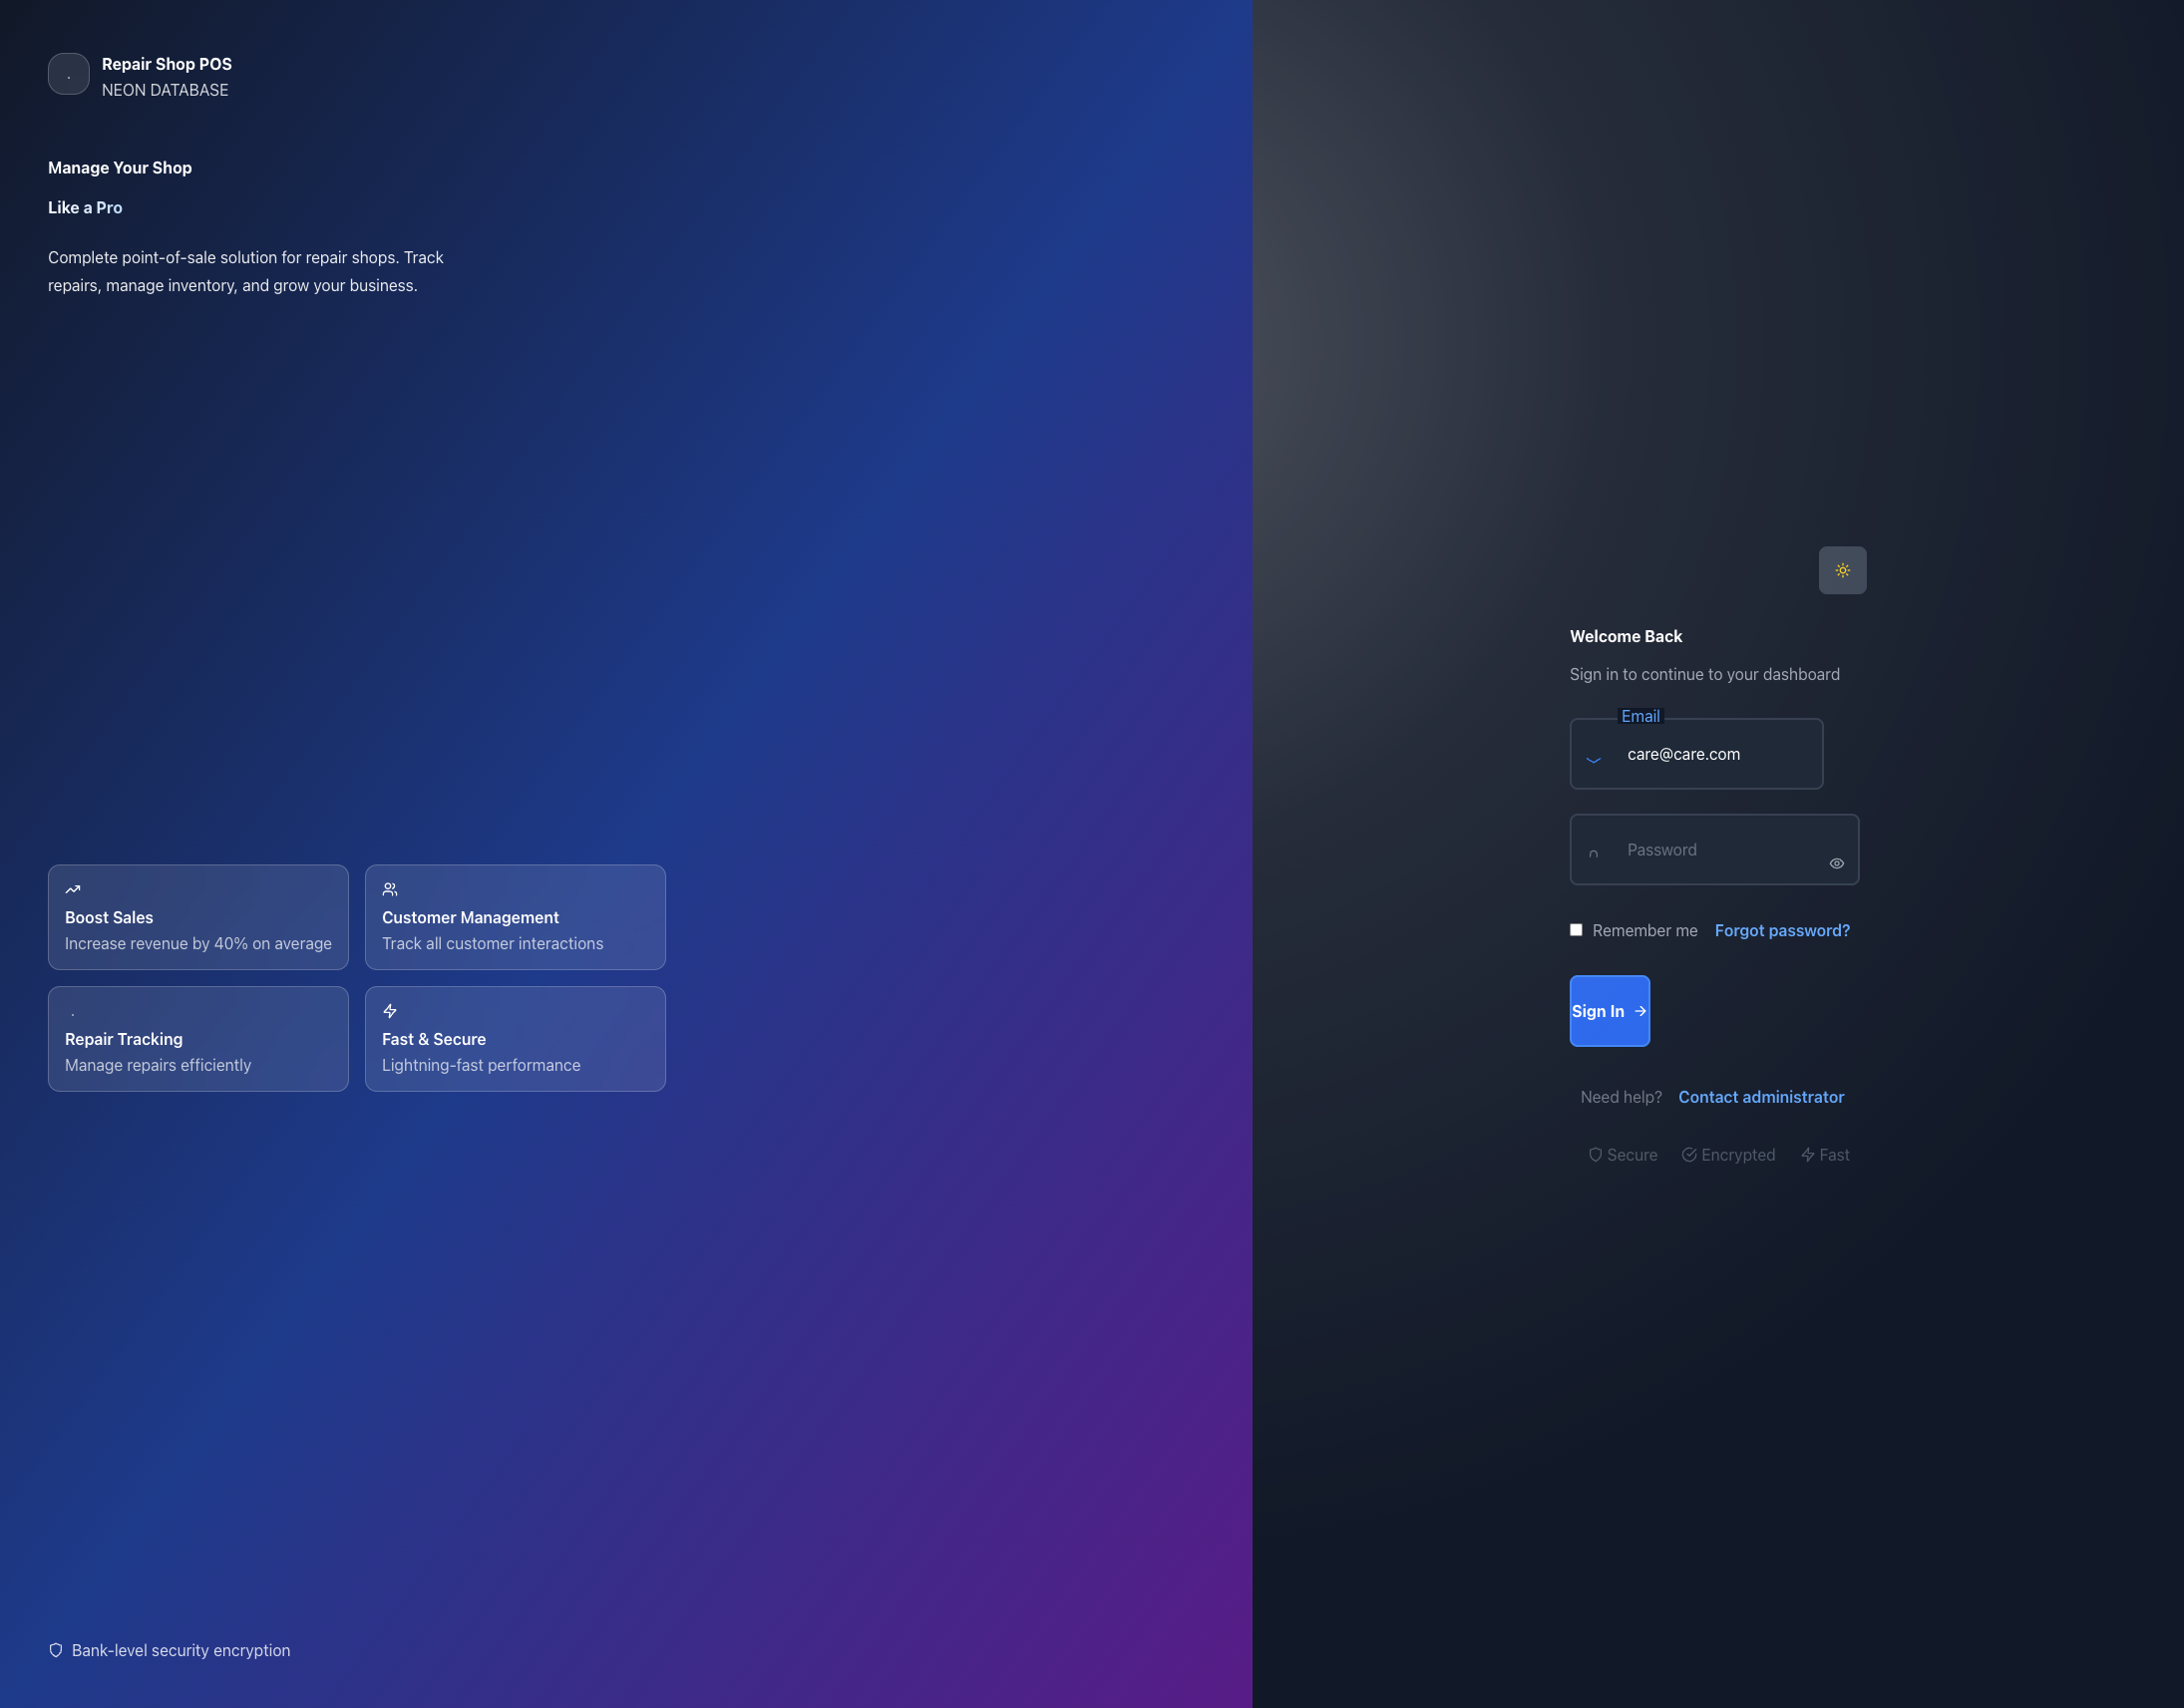 Repair Shop POS
NEON DATABASE
Manage Your Shop
Like a Pro
Complete point-of-sale solution for repair shops. Track
repairs, manage inventory, and grow your business.
Boost Sales
Increase revenue by 40% on average
Customer Management
Track all customer interactions
Repair Tracking
Manage repairs efficiently
Fast & Secure
Lightning-fast performance
Bank-level security encryption
Welcome Back
Sign in to continue to your dashboard
Email
care@care.com
Password
Remember me Forgot password?
Sign In
Need help? Contact administrator
Secure Encrypted Fast